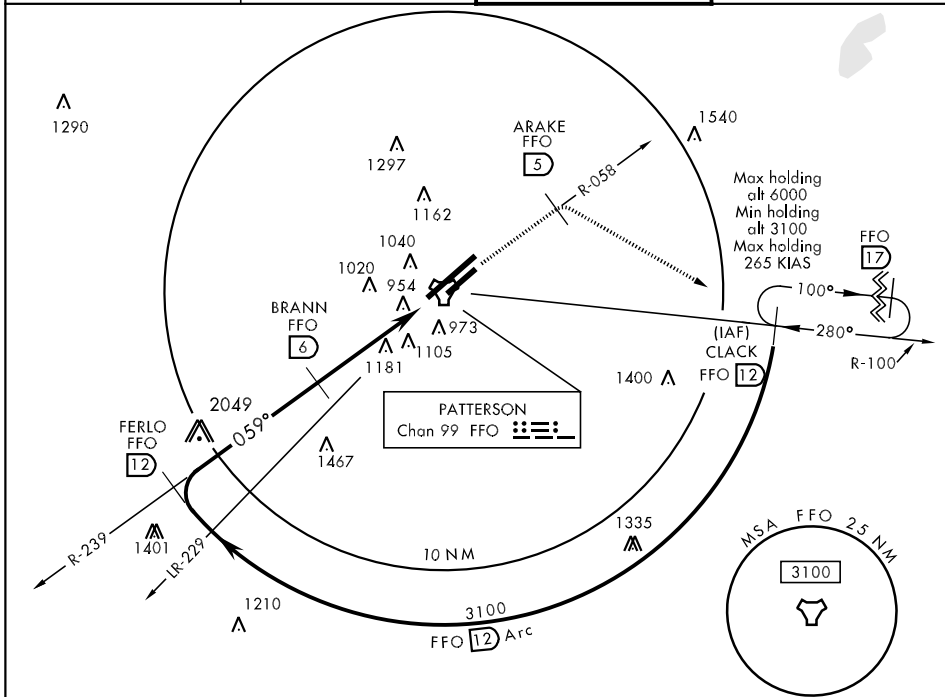 1290
1297
ARAKE
FFO
5
1540
R-058
1162
Max holding
alt 6000
Min holding
alt 3100
Max holding
265 KIAS
FFO
17
1040
1020
954
100°
BRANN
FFO
6
973
1105
1181
280°
(IAF)
CLACK
FFO 12
R-100
1400
PATTERSON
Chan 99 FFO
2049
059°
FERLO
FFO
12
1467
1401
R-239
LR-229
1335
10 NM
MSA FFO 25 NM
3100
1210
3100
FFO 12 Arc